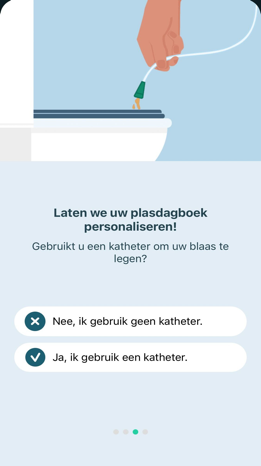 Laten we uw plasdagboek
personaliseren!
Gebruikt u een katheter om uw blaas te
legen?
Nee, ik gebruik geen katheter.
Ja, ik gebruik een katheter.